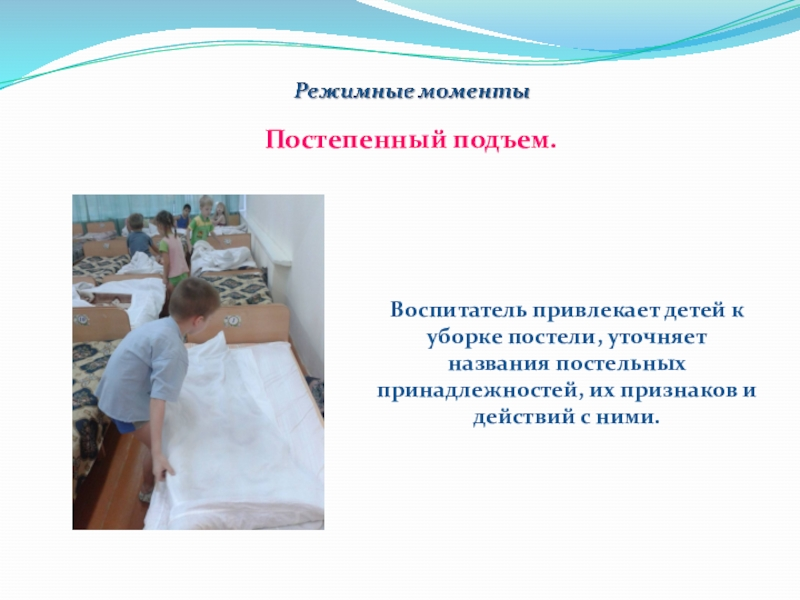 Режимные моменты
Постепенный подъем.
Воспитатель привлекает детей к
уборке постели, уточняет
названия постельных
принадлежностей, их признаков и
действий с ними.